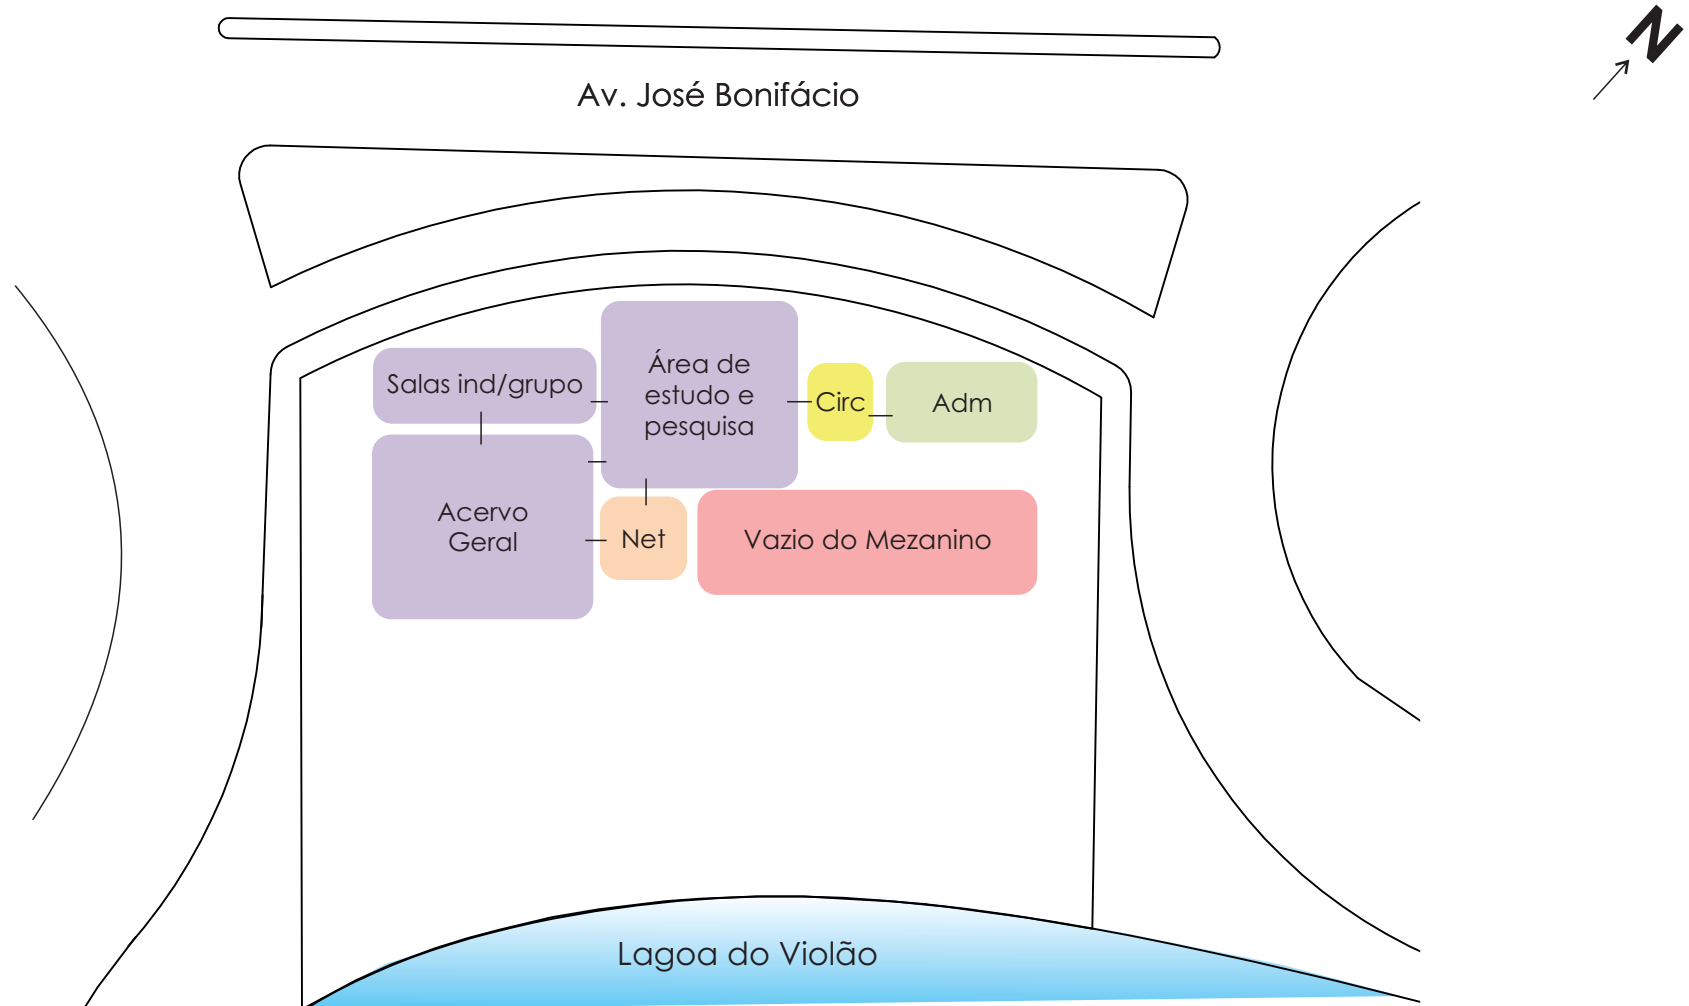 N
Av. José Bonifácio
Salas ind/grupo
Área de
estudo e
pesquisa
Circ
Adm
Acervo
Geral
Net
Vazio do Mezanino
Lagoa do Violão